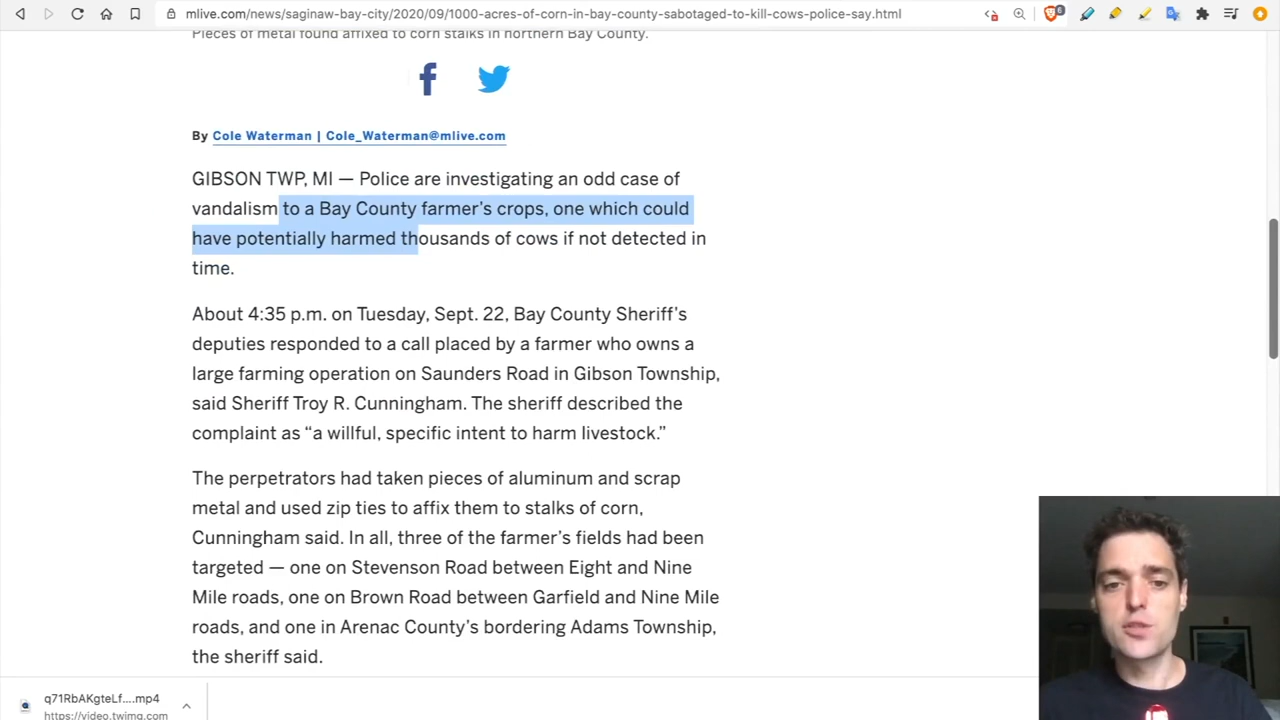 mlive.com/news/saginaw-bay-city/2020/09/1000-acres-of-corn-in-bay-county-sabotaged-to-kill-cows-police-say.html
6
Pieces of metal found affixed to corn stalks in northern Bay County.
By Cole Waterman | Cole_Waterman@mlive.com
GIBSON TWP, MI — Police are investigating an odd case of
vandalism to a Bay County farmer’s crops, one which could
have potentially harmed thousands of cows if not detected in
time.
About 4:35 p.m. on Tuesday, Sept. 22, Bay County Sheriff’s
deputies responded to a call placed by a farmer who owns a
large farming operation on Saunders Road in Gibson Township,
said Sheriff Troy R. Cunningham. The sheriff described the
complaint as “a willful, specific intent to harm livestock.”
The perpetrators had taken pieces of aluminum and scrap
metal and used zip ties to affix them to stalks of corn,
Cunningham said. In all, three of the farmer’s fields had been
targeted — one on Stevenson Road between Eight and Nine
Mile roads, one on Brown Road between Garfield and Nine Mile
roads, and one in Arenac County’s bordering Adams Township,
the sheriff said.
q71RbAKgteLf....mp4
https://video.twimg.com